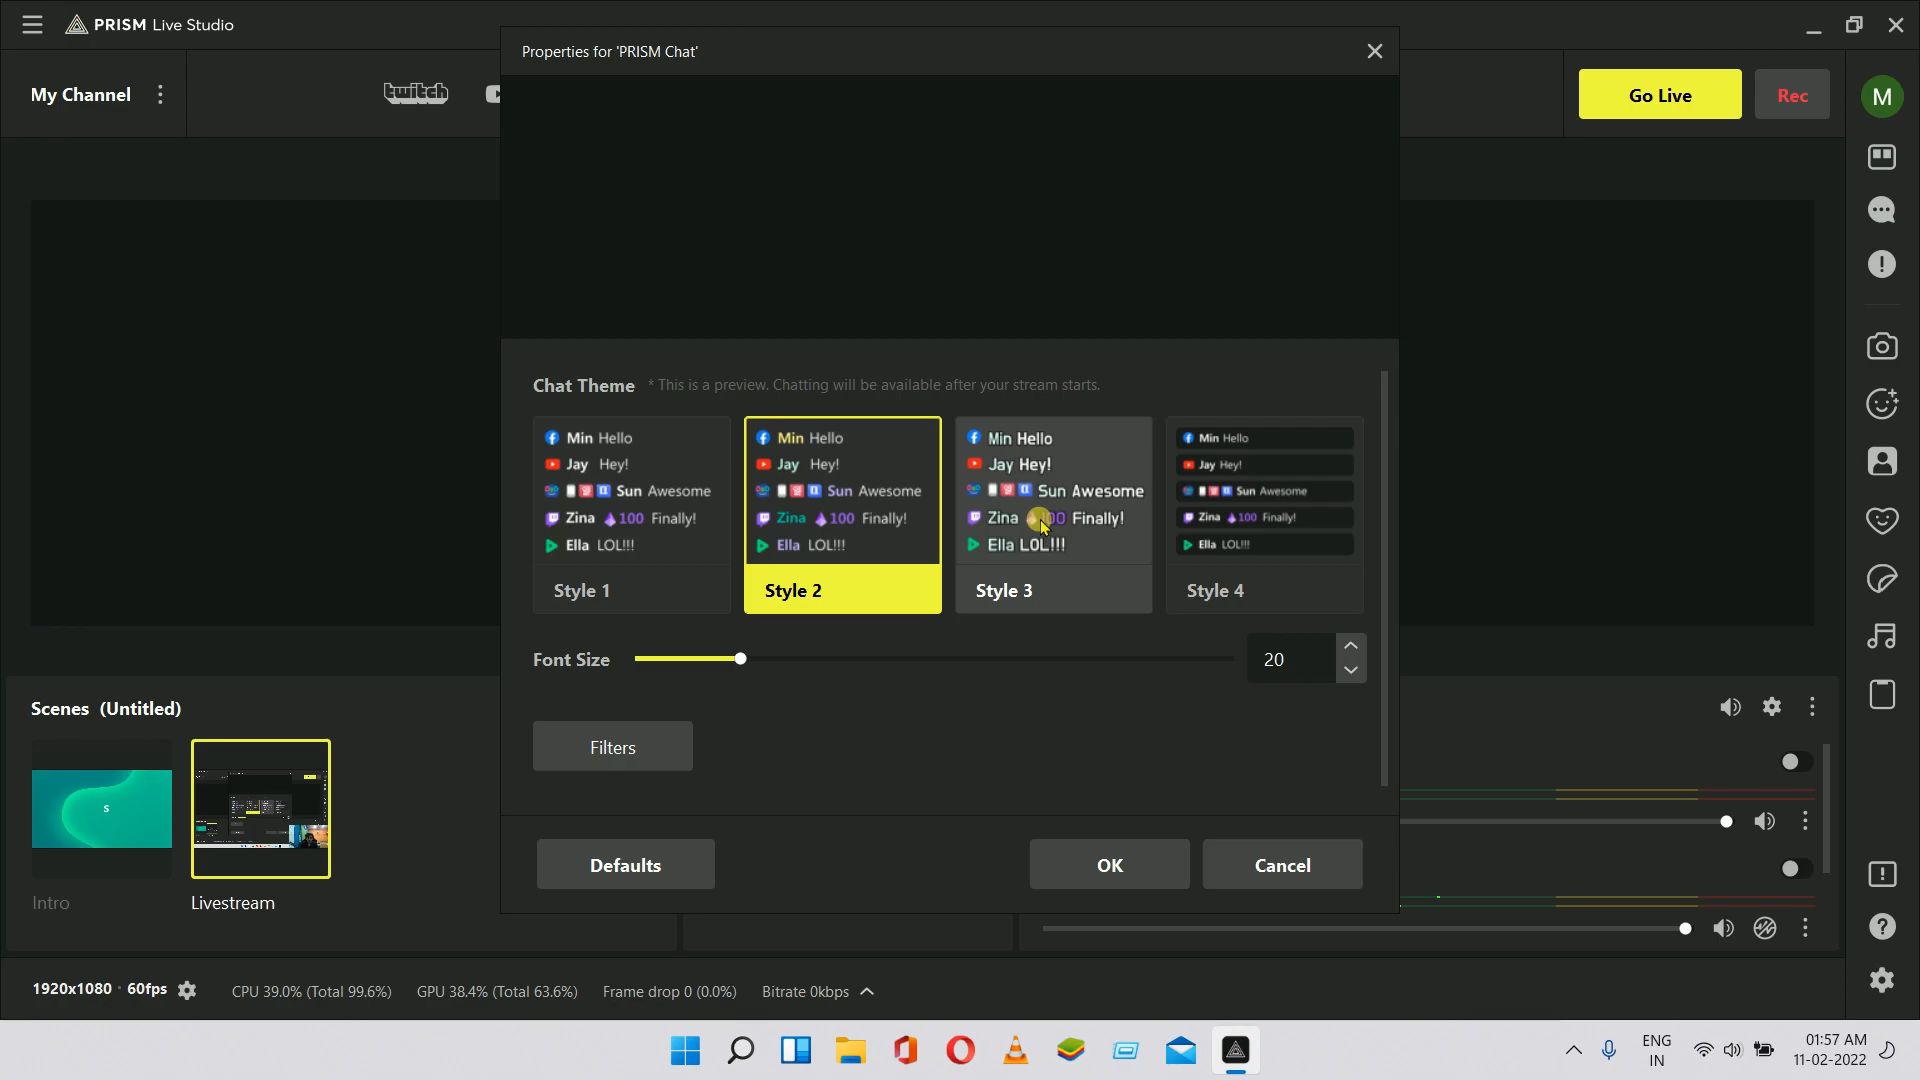 PRISM Live Studio
Properties for 'PRISM Chat'
My Channel
twitch
Go Live
Rec
M
Chat Theme * This is a preview. Chatting will be available after your stream starts.
Min Hello
Jay Hey!
Sun Awesome
Zina 100 Finally!
Ella LOL!!!
Style 1
Min Hello
Jay Hey!
Sun Awesome
Zina 100 Finally!
Ella LOL!!!
Style 2
Min Hello
Jay Hey!
Sun Awesome
Zina 100 Finally!
Ella LOL!!!
Style 3
Min Hello
Jay Hey!
Sun Awesome
Zina 100 Finally!
Ella LOL!!!
Style 4
Font Size
20
Filters
Defaults
OK
Cancel
Scenes (Untitled)
S
Intro
Livestream
1920x1080 · 60fps
CPU 39.0% (Total 99.6%)
GPU 38.4% (Total 63.6%)
Frame drop 0 (0.0%)
Bitrate 0kbps
ENG
IN
01:57 AM
11-02-2022